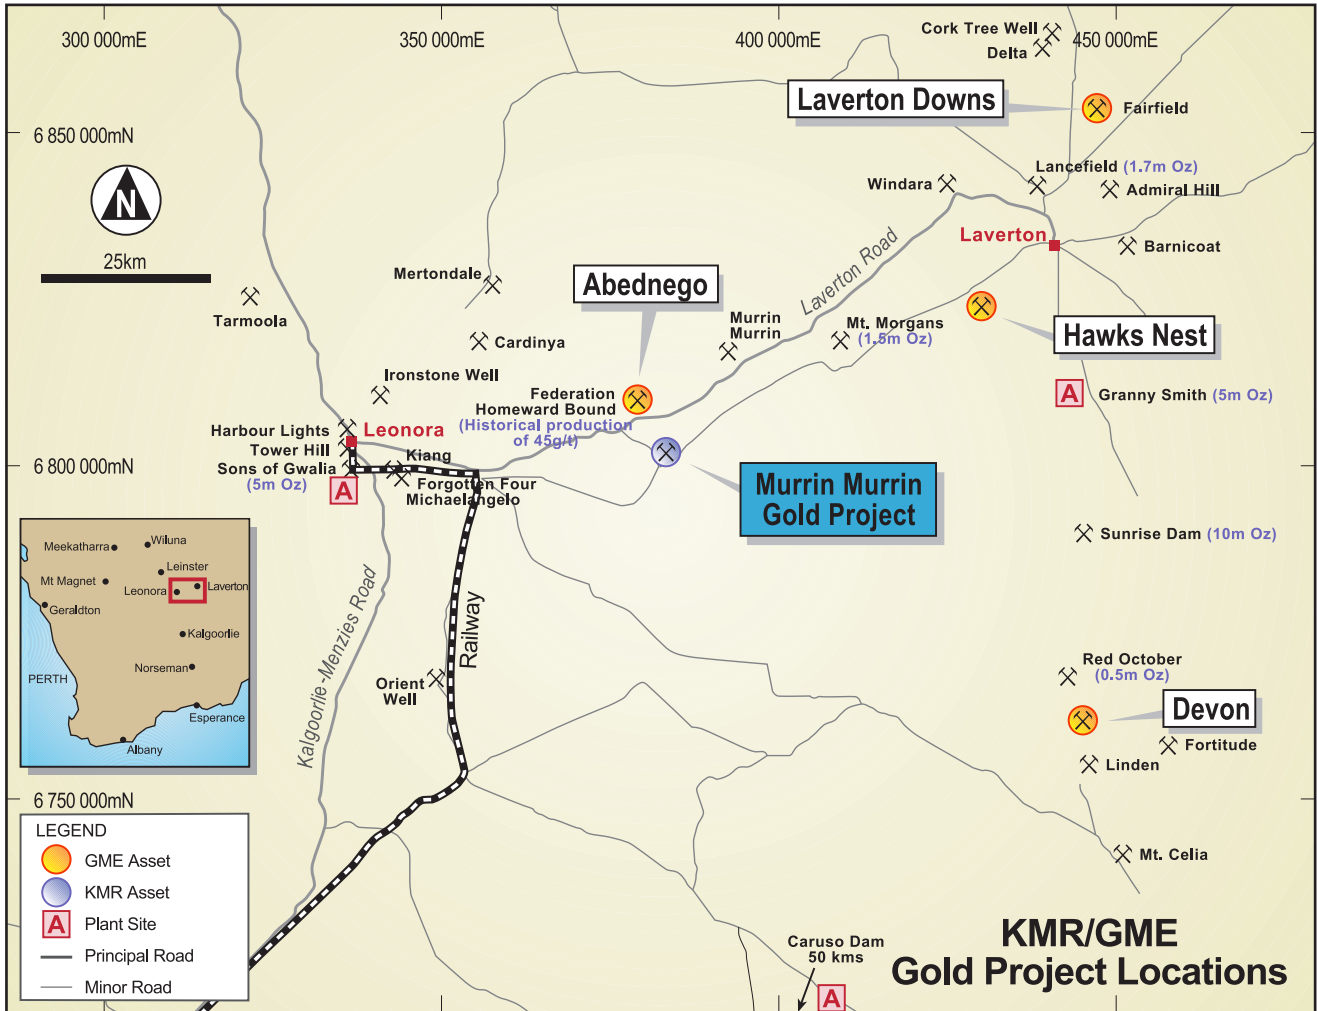 300 000mE
350 000mE
400 000mE
450 000mE
Cork Tree Well
Delta
Laverton Downs
Fairfield
6 850 000mN
Lancefield (1.7m Oz)
Windara
Admiral Hill
N
Laverton
Barnicoat
25km
Laverton Road
Mertondale
Abednego
Tarmoola
Murrin
Murrin
Mt. Morgans
(1.5m Oz)
Hawks Nest
Cardinya
Ironstone Well
Federation
Homeward Bound
(Historical production
of 45g/t)
A
Granny Smith (5m Oz)
Harbour Lights
Leonora
Tower Hill
Kiang
6 800 000mN
Sons of Gwalia
(5m Oz)
A
Forgotten Four
Michaelangelo
Murrin Murrin
Gold Project
Sunrise Dam (10m Oz)
Meekatharra
Wiluna
Leinster
Mt Magnet
Leonora
Laverton
Geraldton
Kalgoorlie
Norseman
PERTH
Esperance
Albany
Kalgoorlie-Menzies Road
Railway
Orient
Well
Red October
(0.5m Oz)
Devon
Fortitude
Linden
6 750 000mN
Mt. Celia
LEGEND
GME Asset
KMR Asset
A
Plant Site
Principal Road
Minor Road
Caruso Dam
50 kms
A
KMR/GME
Gold Project Locations